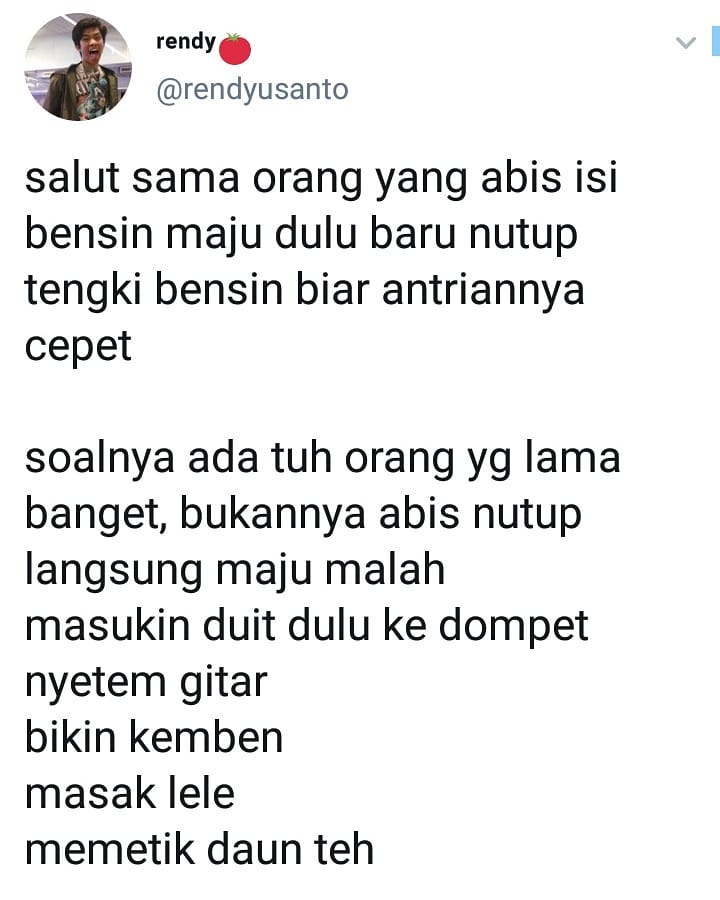 rendy🍅
@rendyusanto
salut sama orang yang abis isi
bensin maju dulu baru nutup
tengki bensin biar antriannya
cepet
soalnya ada tuh orang yg lama
banget, bukannya abis nutup
langsung maju malah
masukin duit dulu ke dompet
nyetem gitar
bikin kemben
masak lele
memetik daun teh